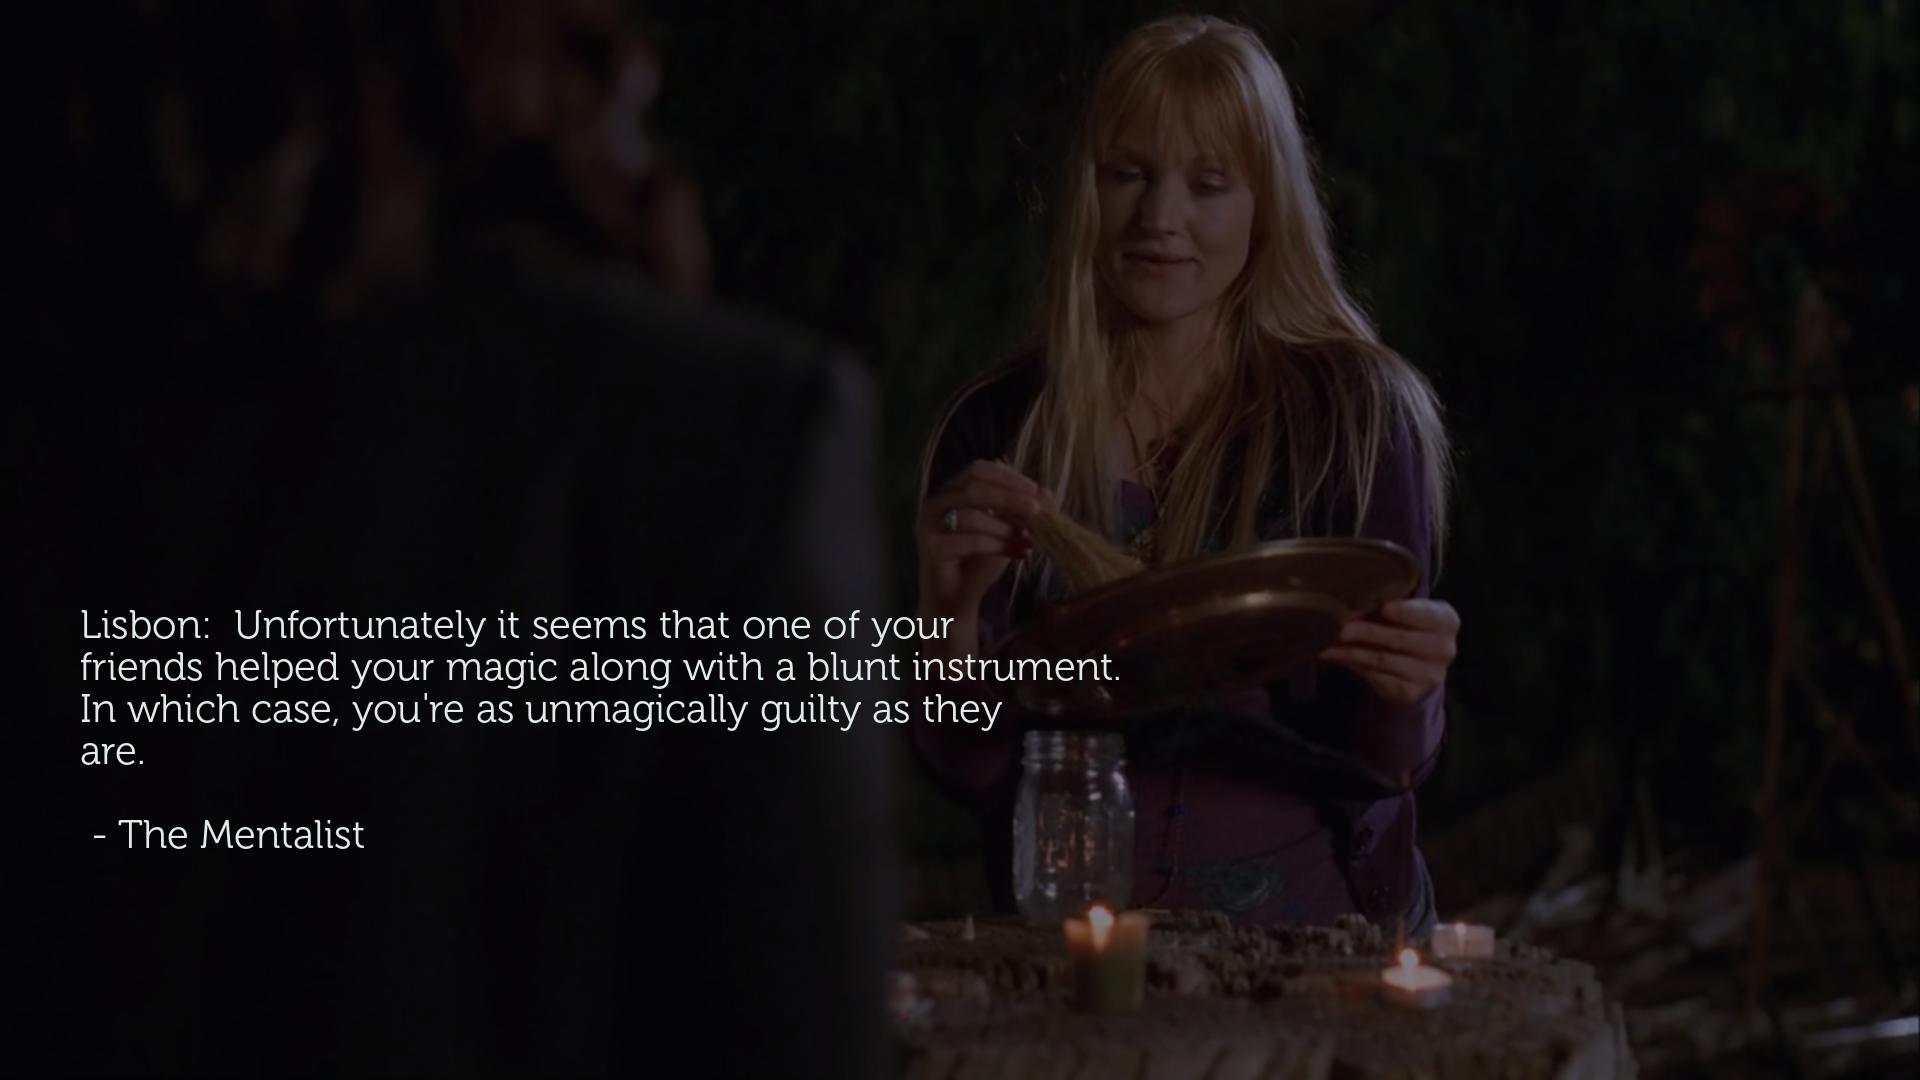 Lisbon:  Unfortunately it seems that one of your
friends helped your magic along with a blunt instrument.
In which case, you're as unmagically guilty as they
are.
- The Mentalist